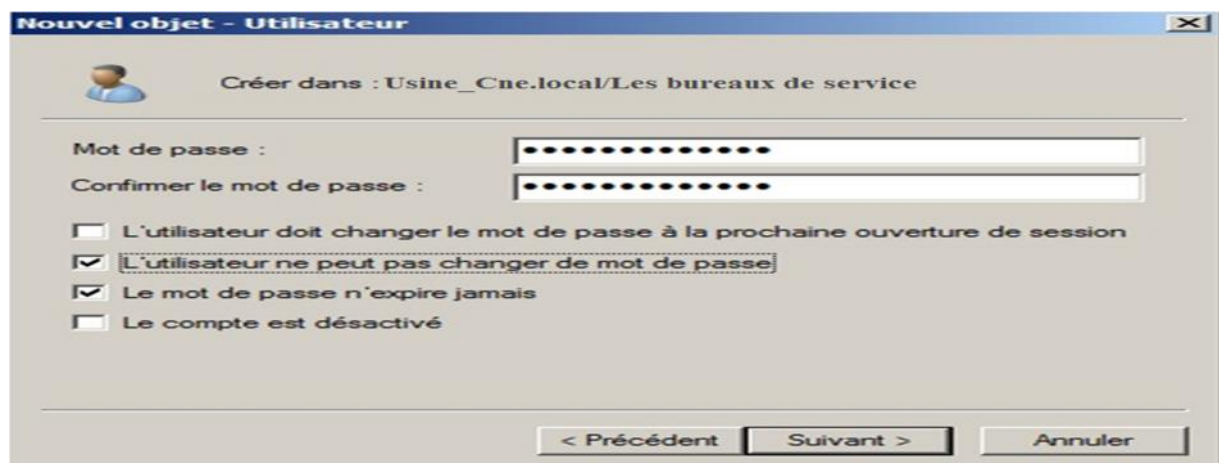 Nouvel objet - Utilisateur
Créer dans : Usine_Cne.local/Les bureaux de service
Mot de passe :
•••••••••••••
Confirmer le mot de passe :
•••••••••••••
L'utilisateur doit changer le mot de passe à la prochaine ouverture de session
L'utilisateur ne peut pas changer de mot de passe
Le mot de passe n'expire jamais
Le compte est désactivé
< Précédent
Suivant >
Annuler